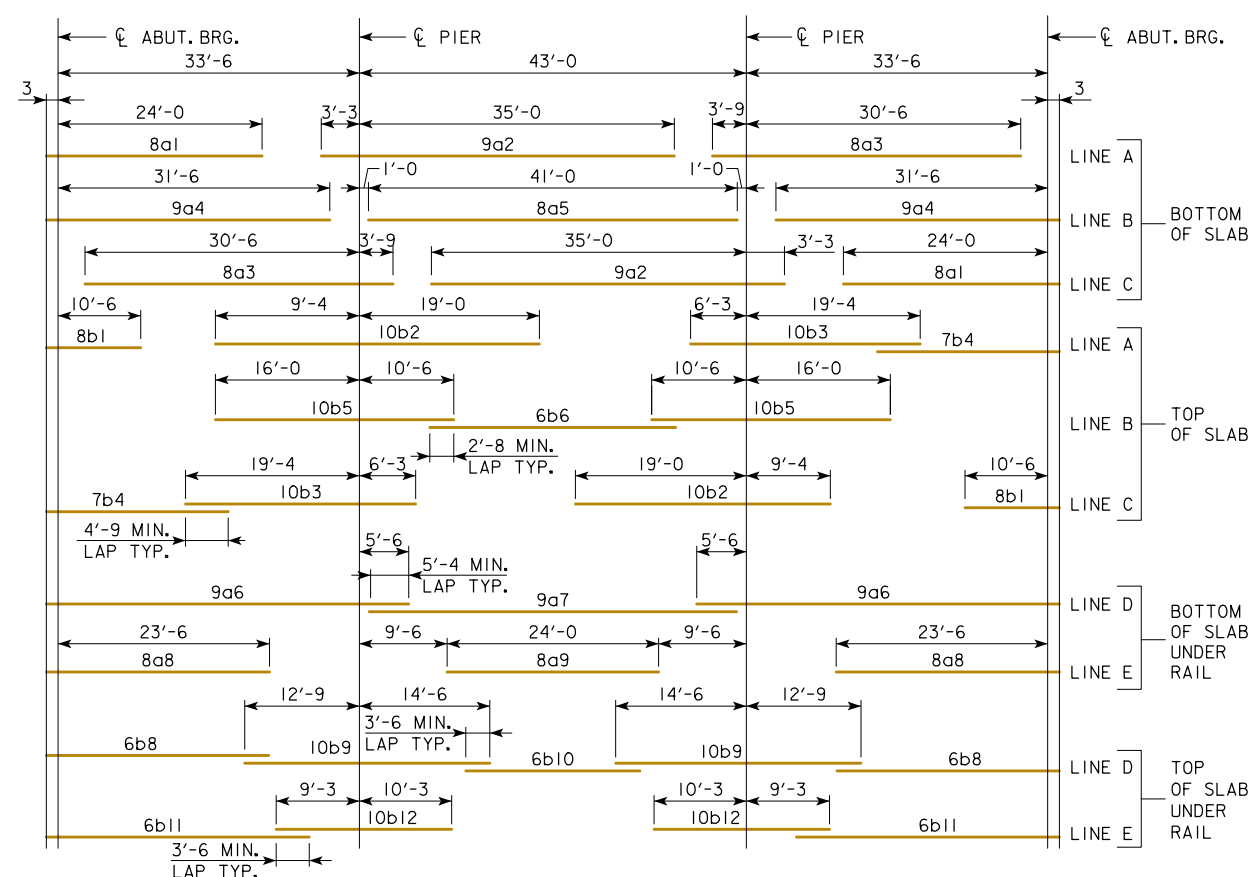 ℄ ABUT. BRG. ℄ PIER ℄ PIER ℄ ABUT. BRG.
33'-6 43'-0 33'-6
3 3
24'-0 3'-3 35'-0 3'-9 30'-6
8a1 9a2 8a3 LINE A
31'-6 1'-0 41'-0 1'-0 31'-6
9a4 8a5 9a4 LINE B
BOTTOM
OF SLAB
30'-6 3'-9 35'-0 3'-3 24'-0
8a3 9a2 8a1 LINE C
10'-6 9'-4 19'-0 6'-3 19'-4
8b1 10b2 10b3 7b4 LINE A
16'-0 10'-6 10'-6 16'-0
10b5 6b6 10b5 LINE B
TOP
OF SLAB
2'-8 MIN.
LAP TYP.
19'-4 6'-3 19'-0 9'-4 10'-6
7b4 10b3 10b2 8b1 LINE C
4'-9 MIN.
LAP TYP.
5'-6 5'-6
5'-4 MIN.
LAP TYP.
9a6 9a7 9a6 LINE D
BOTTOM
OF SLAB
UNDER
RAIL
23'-6 9'-6 24'-0 9'-6 23'-6
8a8 8a9 8a8 LINE E
12'-9 14'-6 14'-6 12'-9
3'-6 MIN.
LAP TYP.
6b8 10b9 6b10 10b9 6b8 LINE D
TOP
OF SLAB
UNDER
RAIL
9'-3 10'-3 10'-3 9'-3
6b11 10b12 10b12 6b11 LINE E
3'-6 MIN.
LAP TYP.